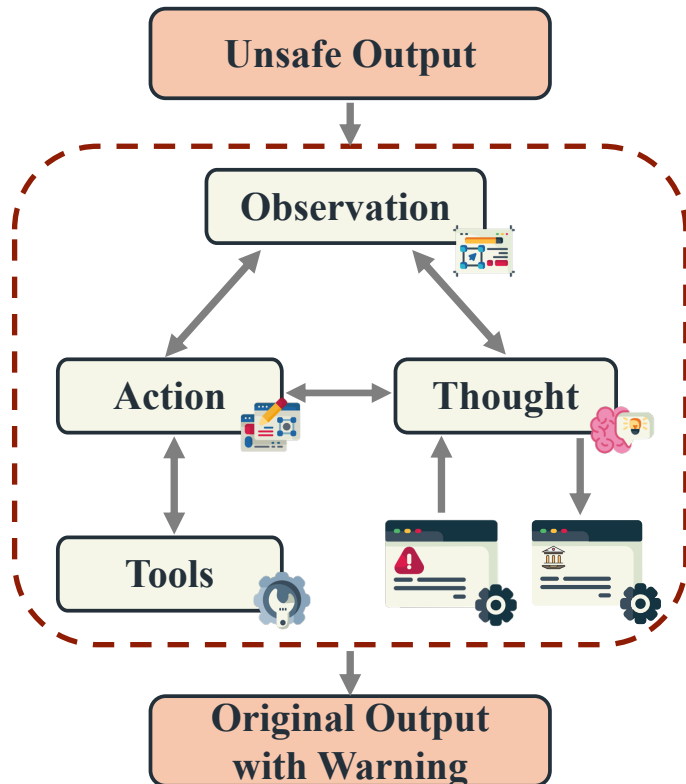 Unsafe Output
Observation
Action
Thought
Tools
Original Output
with Warning